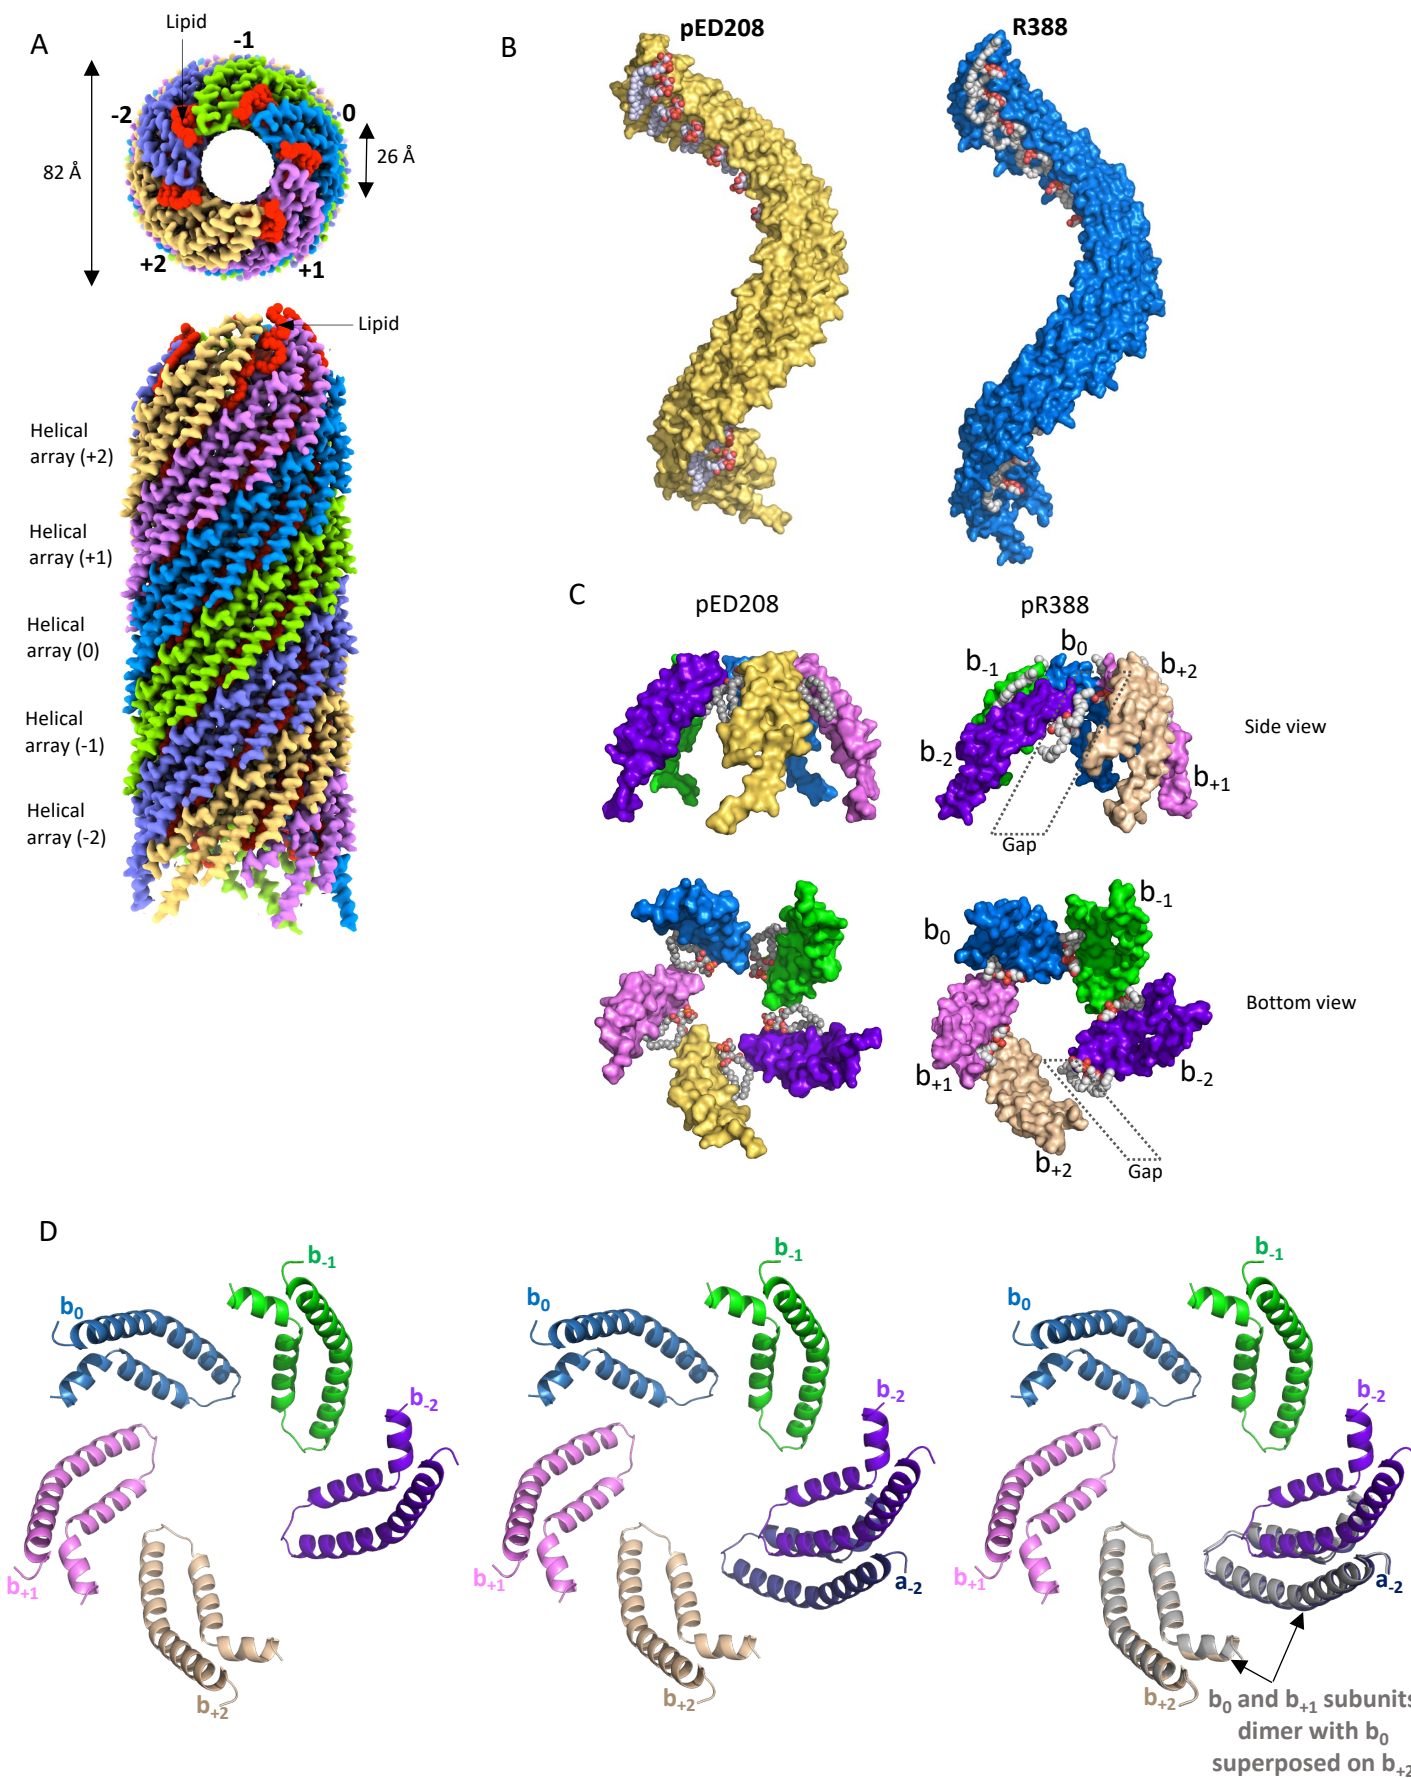 A
Lipid
-1
-2
0
82 Å
26 Å
+2
+1
Lipid
Helical
array (+2)
Helical
array (+1)
Helical
array (0)
Helical
array (-1)
Helical
array (-2)
B
pED208
R388
C
pED208
pR388
b0
b-1
b+2
b-2
b+1
Side view
Gap
b-1
b0
Bottom view
b+1
b-2
b+2
Gap
D
b-1
b0
b-2
b+1
b+2
b-1
b0
b-2
b+1
a-2
b+2
b-1
b0
b-2
b+1
a-2
b+2
b0 and b+1 subunits
dimer with b0
superposed on b+2